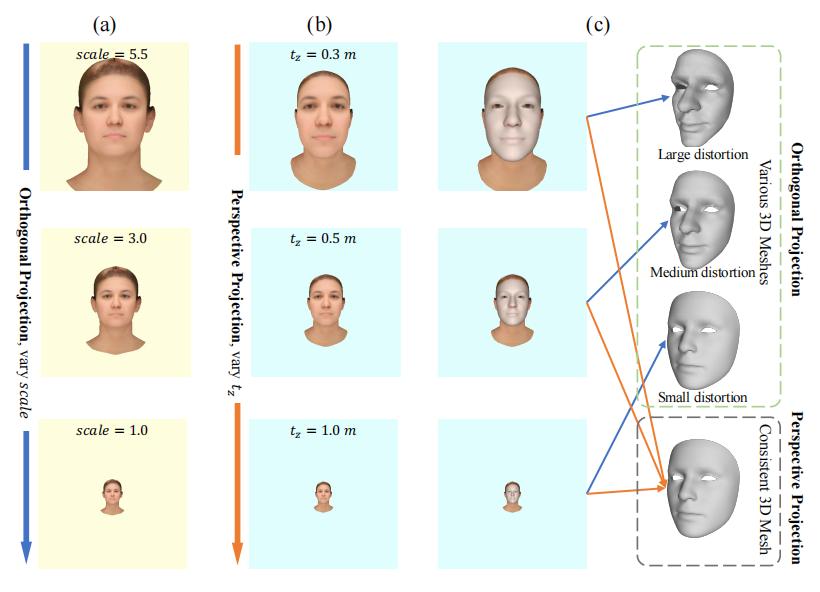 (a)
(b)
(c)
scale = 5.5
t_z = 0.3 m
Large distortion
Orthogonal Projection, vary scale
Perspective Projection, vary t_z
scale = 3.0
t_z = 0.5 m
Medium distortion
Various 3D Meshes
Orthogonal Projection
Small distortion
scale = 1.0
t_z = 1.0 m
Consistent 3D Mesh
Perspective Projection